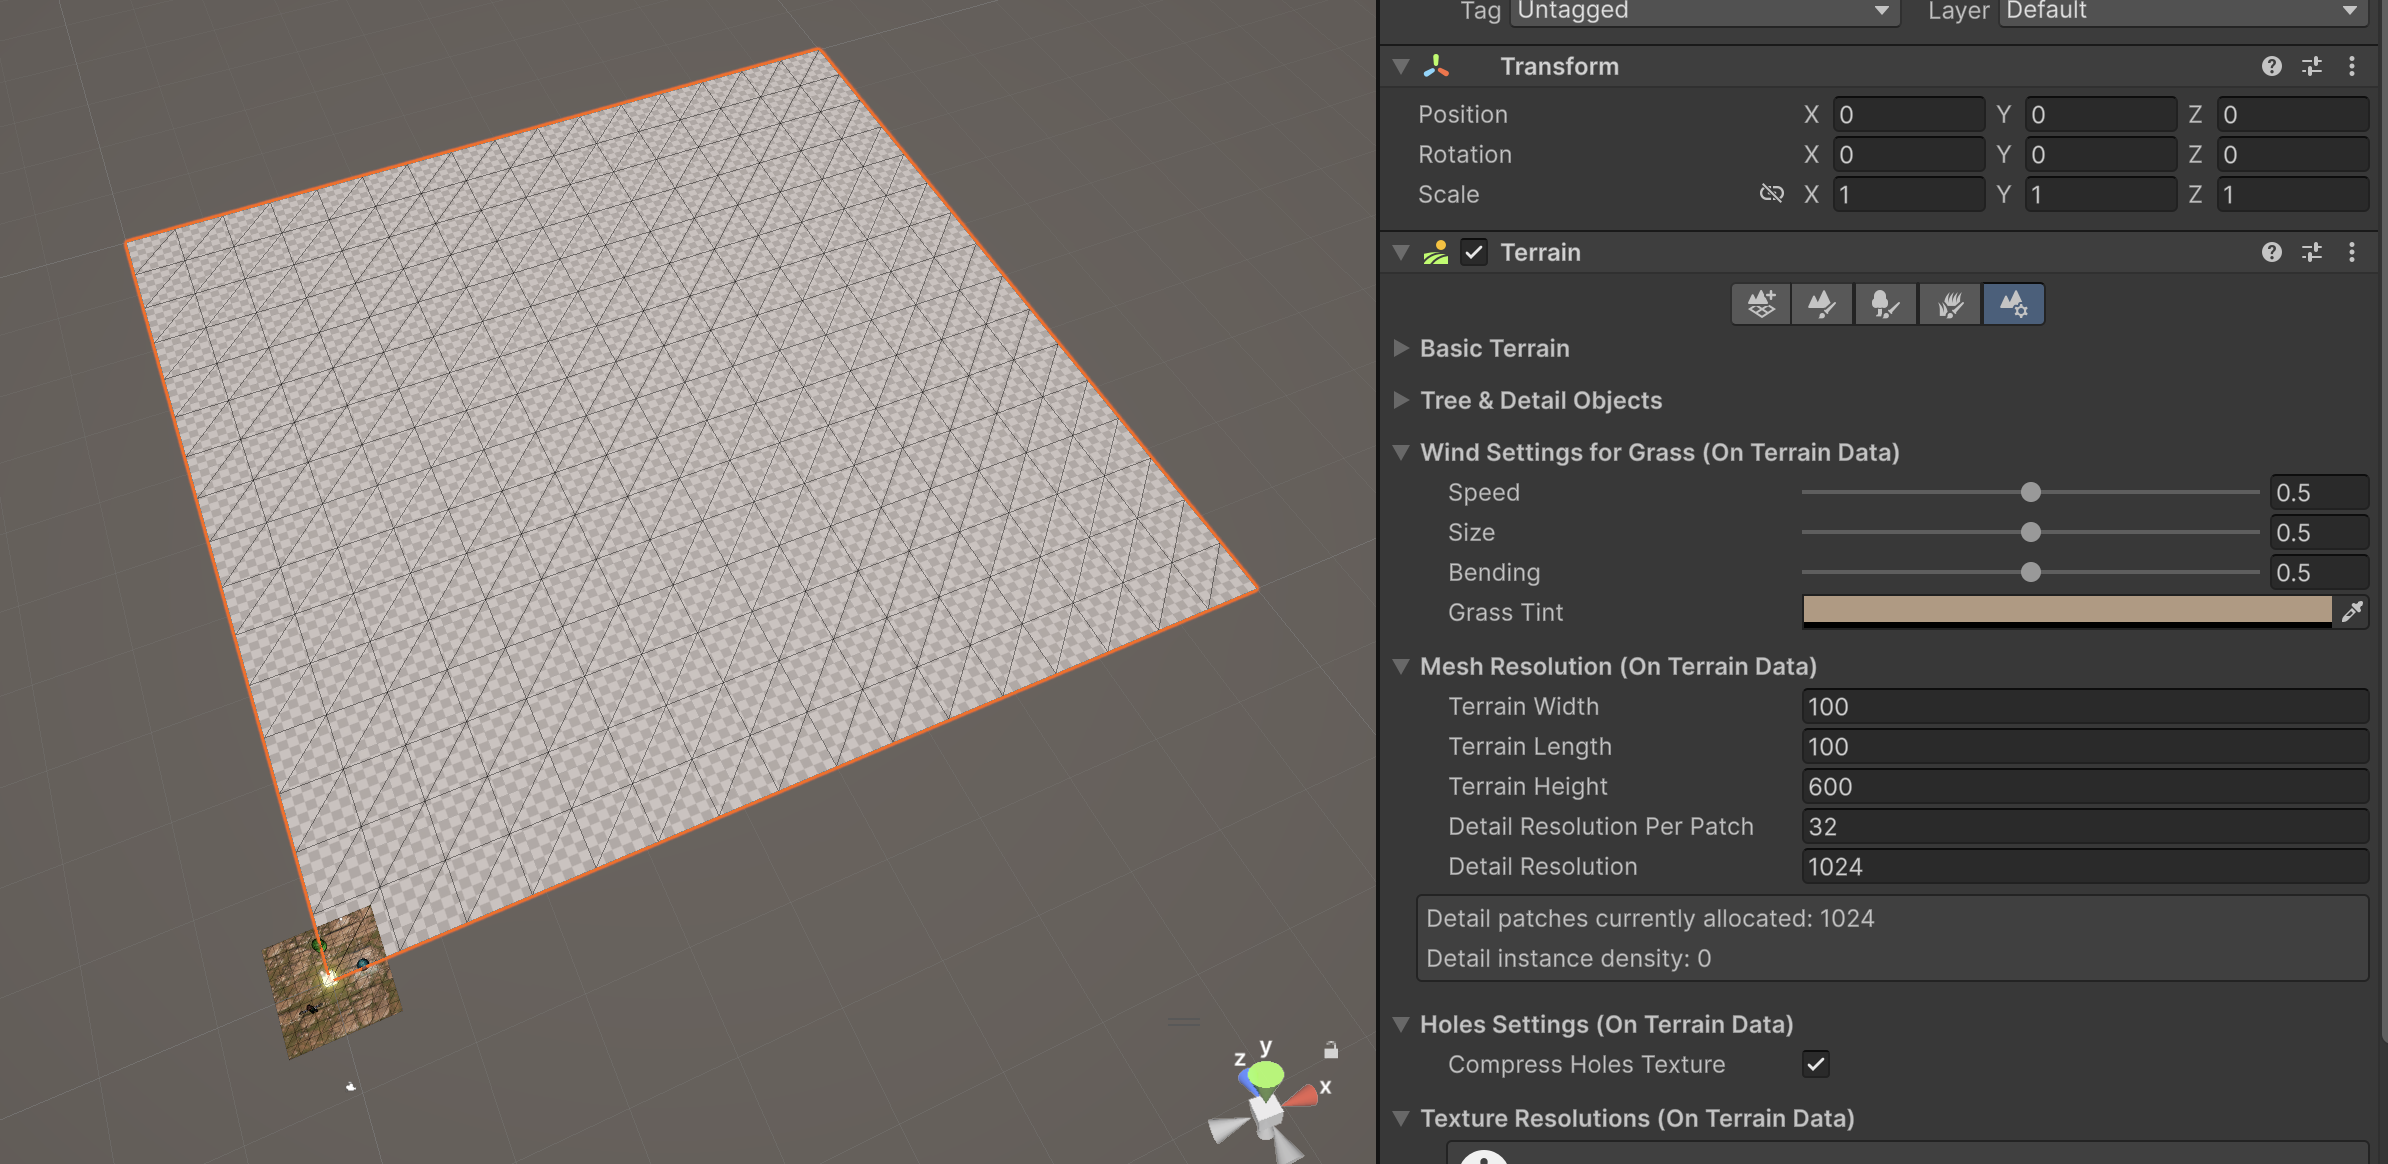 Tag Untagged Layer Default
Transform
Position X 0 Y 0 Z 0
Rotation X 0 Y 0 Z 0
Scale X 1 Y 1 Z 1
Terrain
Basic Terrain
Tree & Detail Objects
Wind Settings for Grass (On Terrain Data)
Speed 0.5
Size 0.5
Bending 0.5
Grass Tint
Mesh Resolution (On Terrain Data)
Terrain Width 100
Terrain Length 100
Terrain Height 600
Detail Resolution Per Patch 32
Detail Resolution 1024
Detail patches currently allocated: 1024
Detail instance density: 0
Holes Settings (On Terrain Data)
Compress Holes Texture
Texture Resolutions (On Terrain Data)
y
z
x